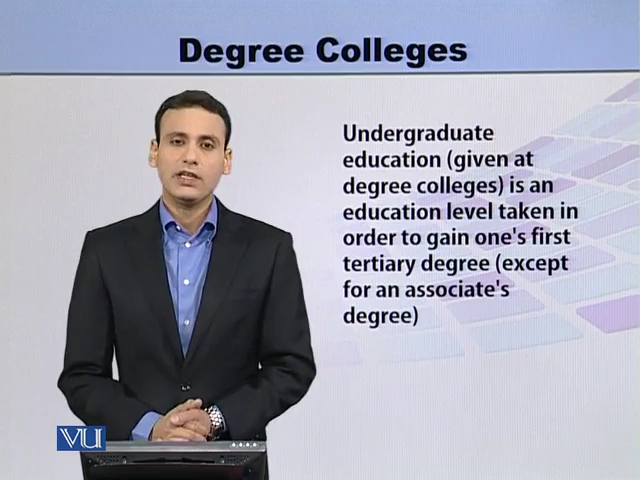 Degree Colleges
Undergraduate
education (given at
degree colleges) is an
education level taken in
order to gain one's first
tertiary degree (except
for an associate's
degree)
VU